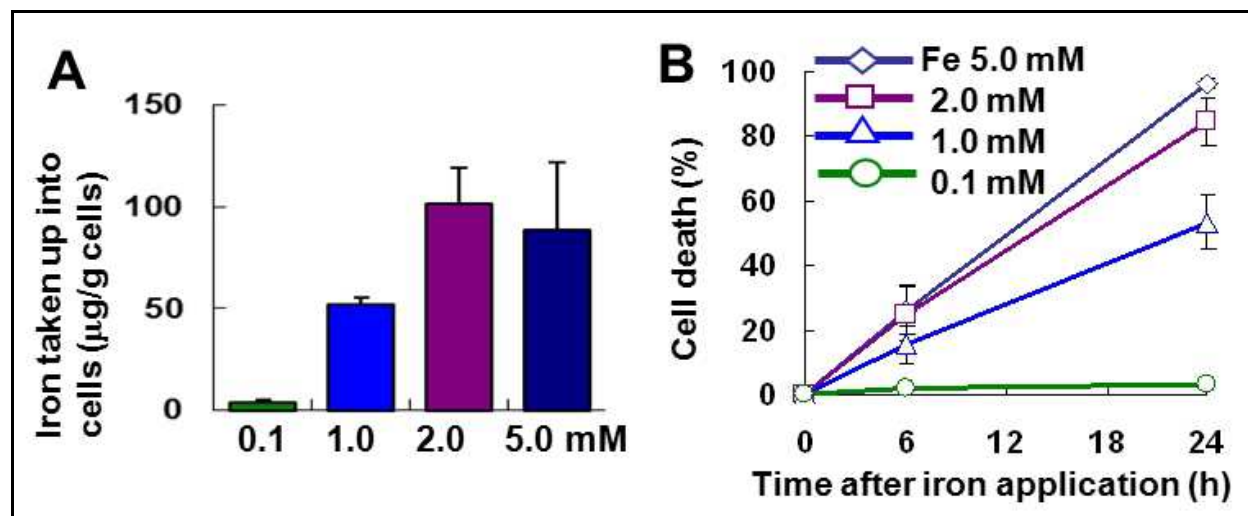 A
Iron taken up into
cells (µg/g cells)
150
100
50
0
0.1 1.0 2.0 5.0 mM
B
Fe 5.0 mM
2.0 mM
1.0 mM
0.1 mM
Cell death (%)
100
80
60
40
20
0
0 6 12 18 24
Time after iron application (h)